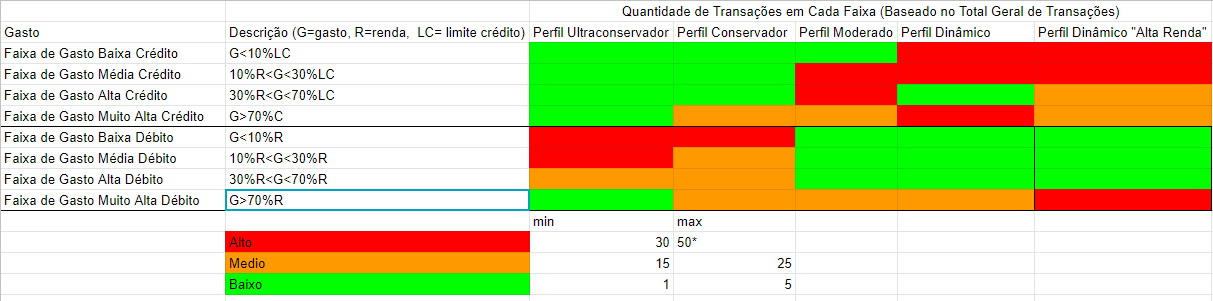 Quantidade de Transações em Cada Faixa (Baseado no Total Geral de Transações)
Gasto Descrição (G=gasto, R=renda, LC= limite crédito) Perfil Ultraconservador Perfil Conservador Perfil Moderado Perfil Dinâmico Perfil Dinâmico "Alta Renda"
Faixa de Gasto Baixa Crédito G<10%LC
Faixa de Gasto Média Crédito 10%R<G<30%LC
Faixa de Gasto Alta Crédito 30%R<G<70%LC
Faixa de Gasto Muito Alta Crédito G>70%C
Faixa de Gasto Baixa Débito G<10%R
Faixa de Gasto Média Débito 10%R<G<30%R
Faixa de Gasto Alta Débito 30%R<G<70%R
Faixa de Gasto Muito Alta Débito G>70%R
min max
Alto 30 50*
Medio 15 25
Baixo 1 5